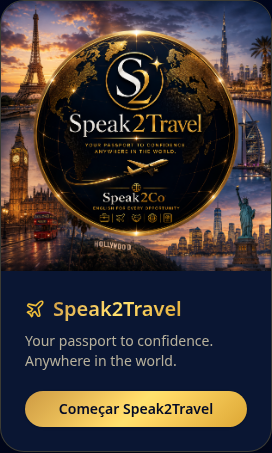 S2
Speak2Travel
YOUR PASSPORT TO CONFIDENCE
ANYWHERE IN THE WORLD.
Speak2Co
ENGLISH FOR EVERY OPPORTUNITY
HOLLYWOOD
Speak2Travel
Your passport to confidence.
Anywhere in the world.
Começar Speak2Travel